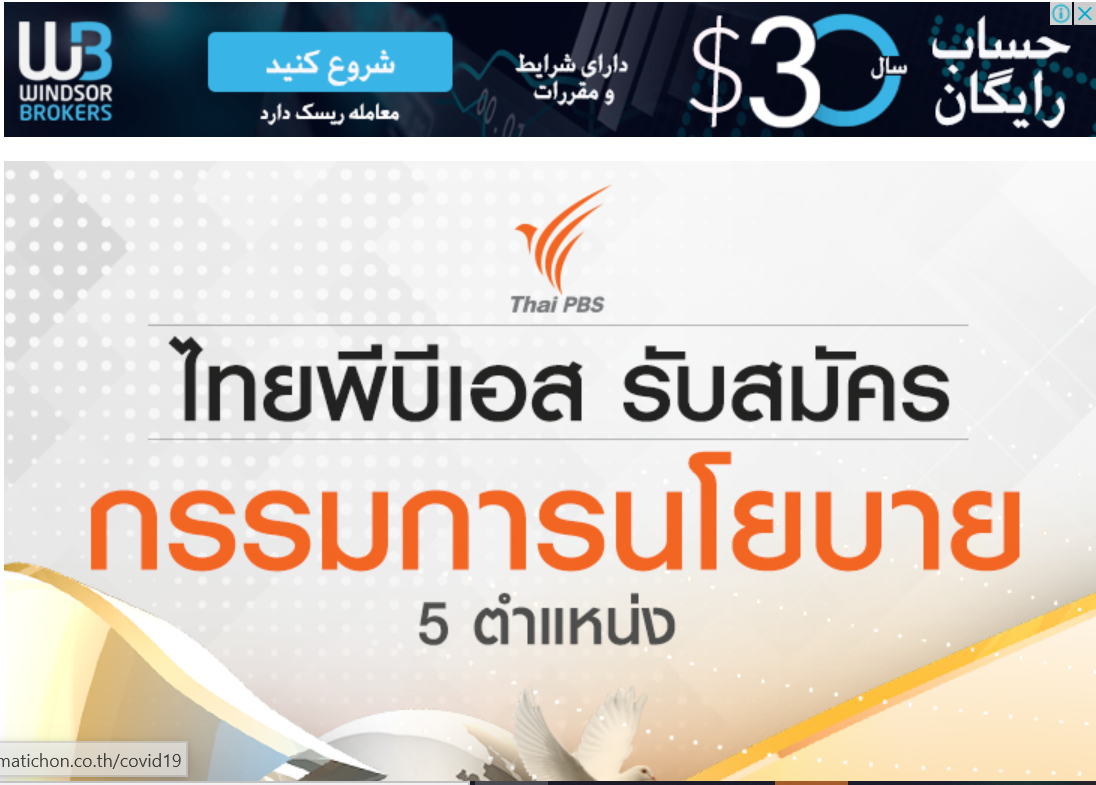 WINDSOR
BROKERS
شروع کنید
معامله ریسک دارد
دارای شرایط
و مقررات
$30
سال
حساب
رایگان
Thai PBS
ไทยพีบีเอส รับสมัคร
กรรมการนโยบาย
5 ตำแหน่ง
matichon.co.th/covid19